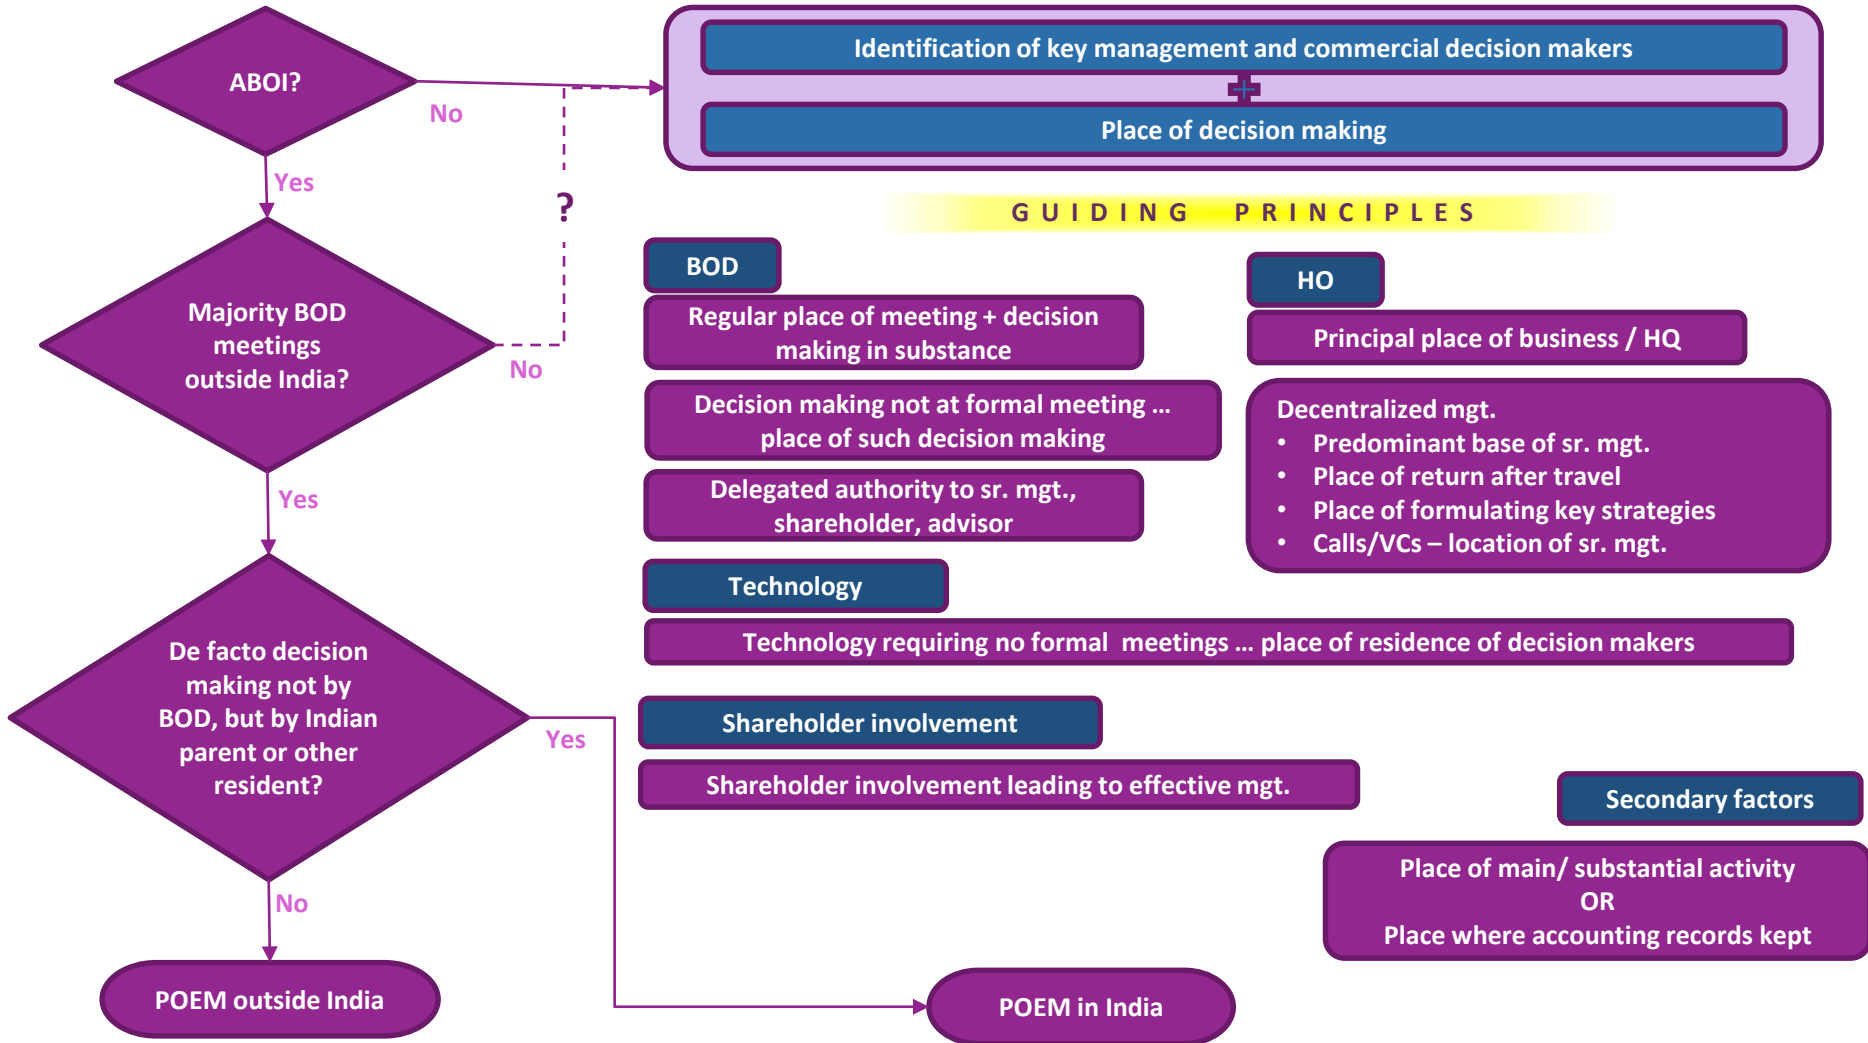 ABOI?
No
Yes
Identification of key management and commercial decision makers
Place of decision making
?
Majority BOD
meetings
outside India?
No
Yes
De facto decision
making not by
BOD, but by Indian
parent or other
resident?
Yes
No
POEM outside India
POEM in India
GUIDING PRINCIPLES
BOD
Regular place of meeting + decision
making in substance
Decision making not at formal meeting …
place of such decision making
Delegated authority to sr. mgt.,
shareholder, advisor
HO
Principal place of business / HQ
Decentralized mgt.
• Predominant base of sr. mgt.
• Place of return after travel
• Place of formulating key strategies
• Calls/VCs – location of sr. mgt.
Technology
Technology requiring no formal meetings … place of residence of decision makers
Shareholder involvement
Shareholder involvement leading to effective mgt.
Secondary factors
Place of main/ substantial activity
OR
Place where accounting records kept